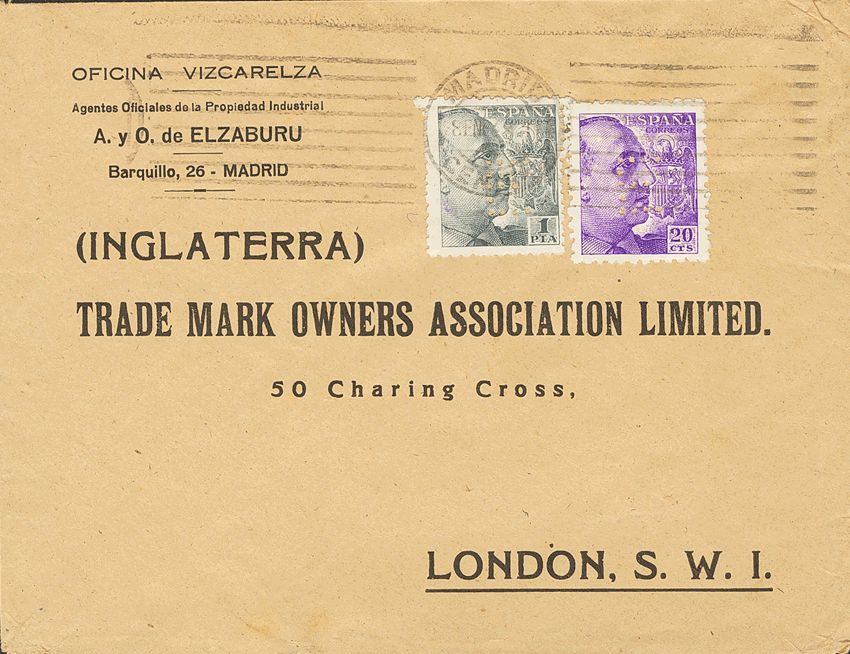 OFICINA VIZCARELZA
Agentes Oficiales de la Propiedad Industrial
A. y O. de ELZABURU
Barquillo, 26 - MADRID
MADRID
ESPAÑA
CORREOS
1
PTA
ESPAÑA
CORREOS
20
CTS
(INGLATERRA)
TRADE MARK OWNERS ASSOCIATION LIMITED.
50 Charing Cross,
LONDON, S. W. I.